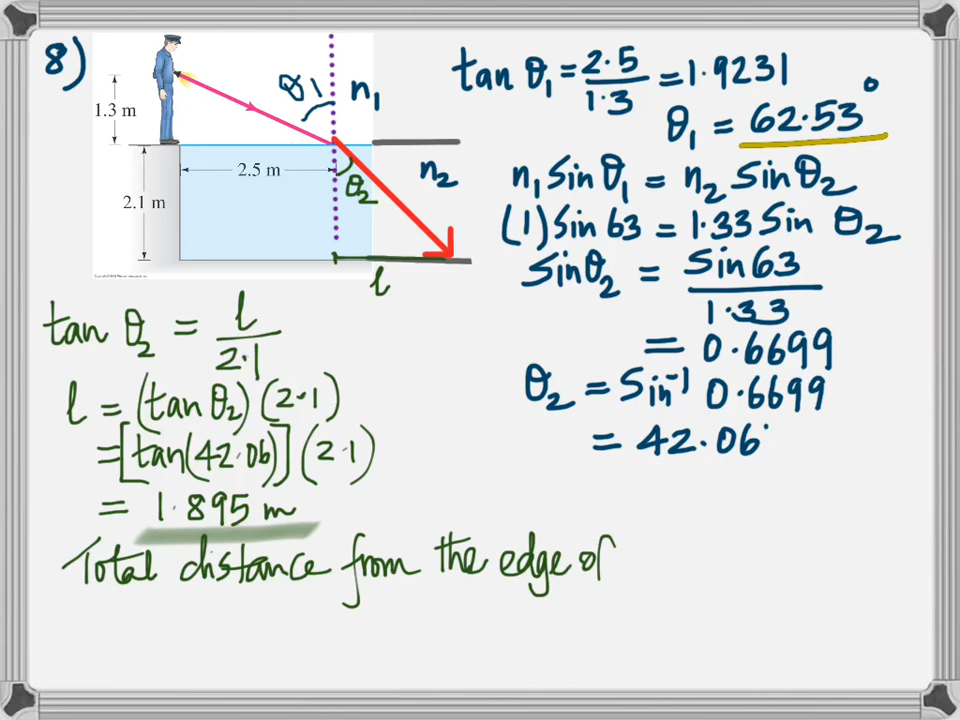 8)
θ1
n1
1.3 m
2.5 m
n2
θ2
2.1 m
l
tan θ1 = 2.5/1.3 = 1.9231
θ1 = 62.53°
n1 sin θ1 = n2 sin θ2
(1) sin 63 = 1.33 sin θ2
sin θ2 = sin 63/1.33
= 0.6699
θ2 = sin⁻¹ 0.6699
= 42.06°
tan θ2 = l/2.1
l = (tan θ2) (2.1)
= [tan(42.06)] (2.1)
= 1.895 m
Total distance from the edge of